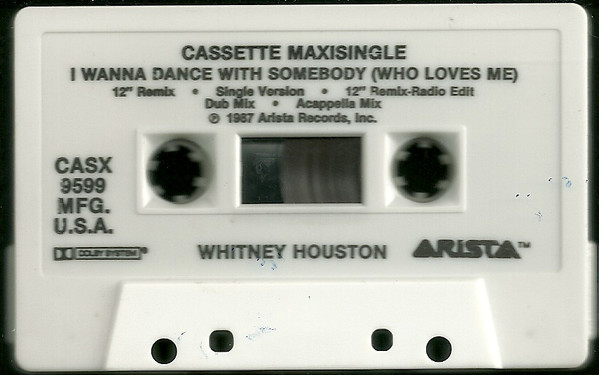 CASSETTE MAXISINGLE
I WANNA DANCE WITH SOMEBODY (WHO LOVES ME)
12" Remix • Single Version • 12" Remix-Radio Edit
Dub Mix • Acappella Mix
℗ 1987 Arista Records, Inc.
CASX
9599
MFG.
U.S.A.
DOLBY SYSTEM®
WHITNEY HOUSTON
ARISTA™